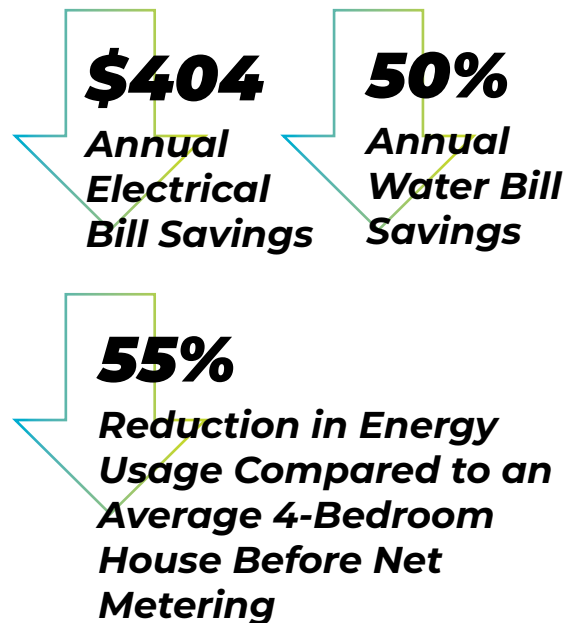 $404
Annual
Electrical
Bill Savings
50%
Annual
Water Bill
Savings
55%
Reduction in Energy
Usage Compared to an
Average 4-Bedroom
House Before Net
Metering